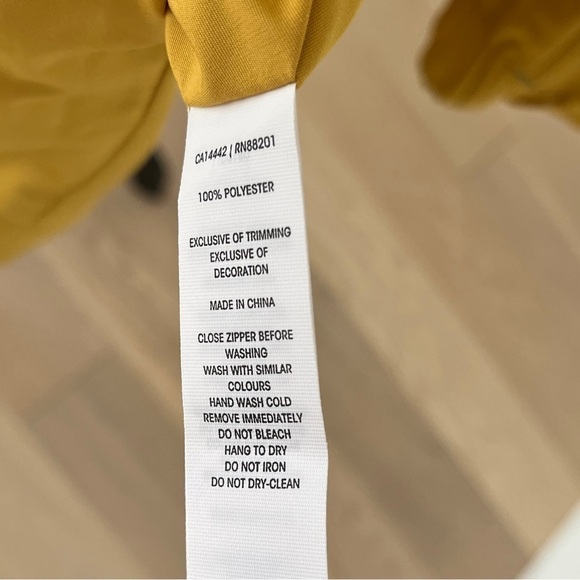 CA14442 | RN88201
100% POLYESTER
EXCLUSIVE OF TRIMMING
EXCLUSIVE OF
DECORATION
MADE IN CHINA
CLOSE ZIPPER BEFORE
WASHING
WASH WITH SIMILAR
COLOURS
HAND WASH COLD
REMOVE IMMEDIATELY
DO NOT BLEACH
HANG TO DRY
DO NOT IRON
DO NOT DRY-CLEAN